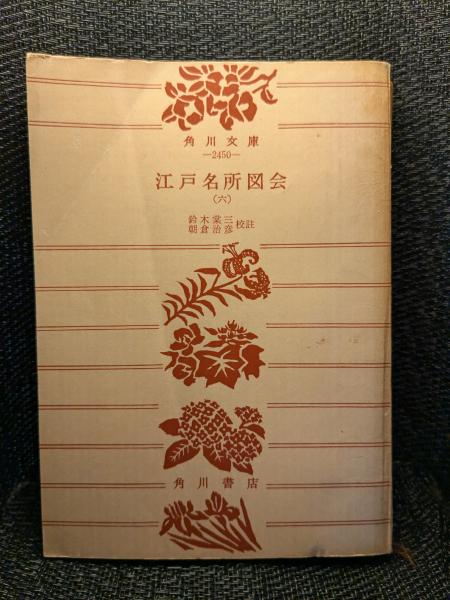 角川文庫
—2450—
江戸名所図会
(六)
鈴木棠三
朝倉治彦 校註
角川書店